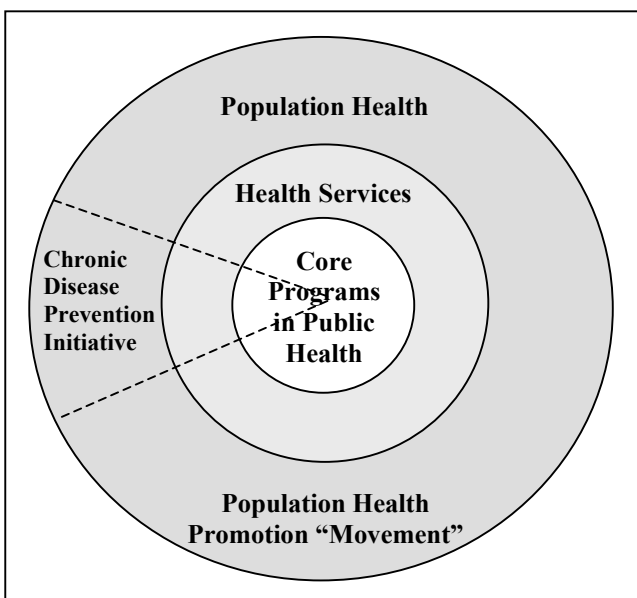 Population Health
Health Services
Core
Programs
in Public
Health
Chronic
Disease
Prevention
Initiative
Population Health
Promotion “Movement”